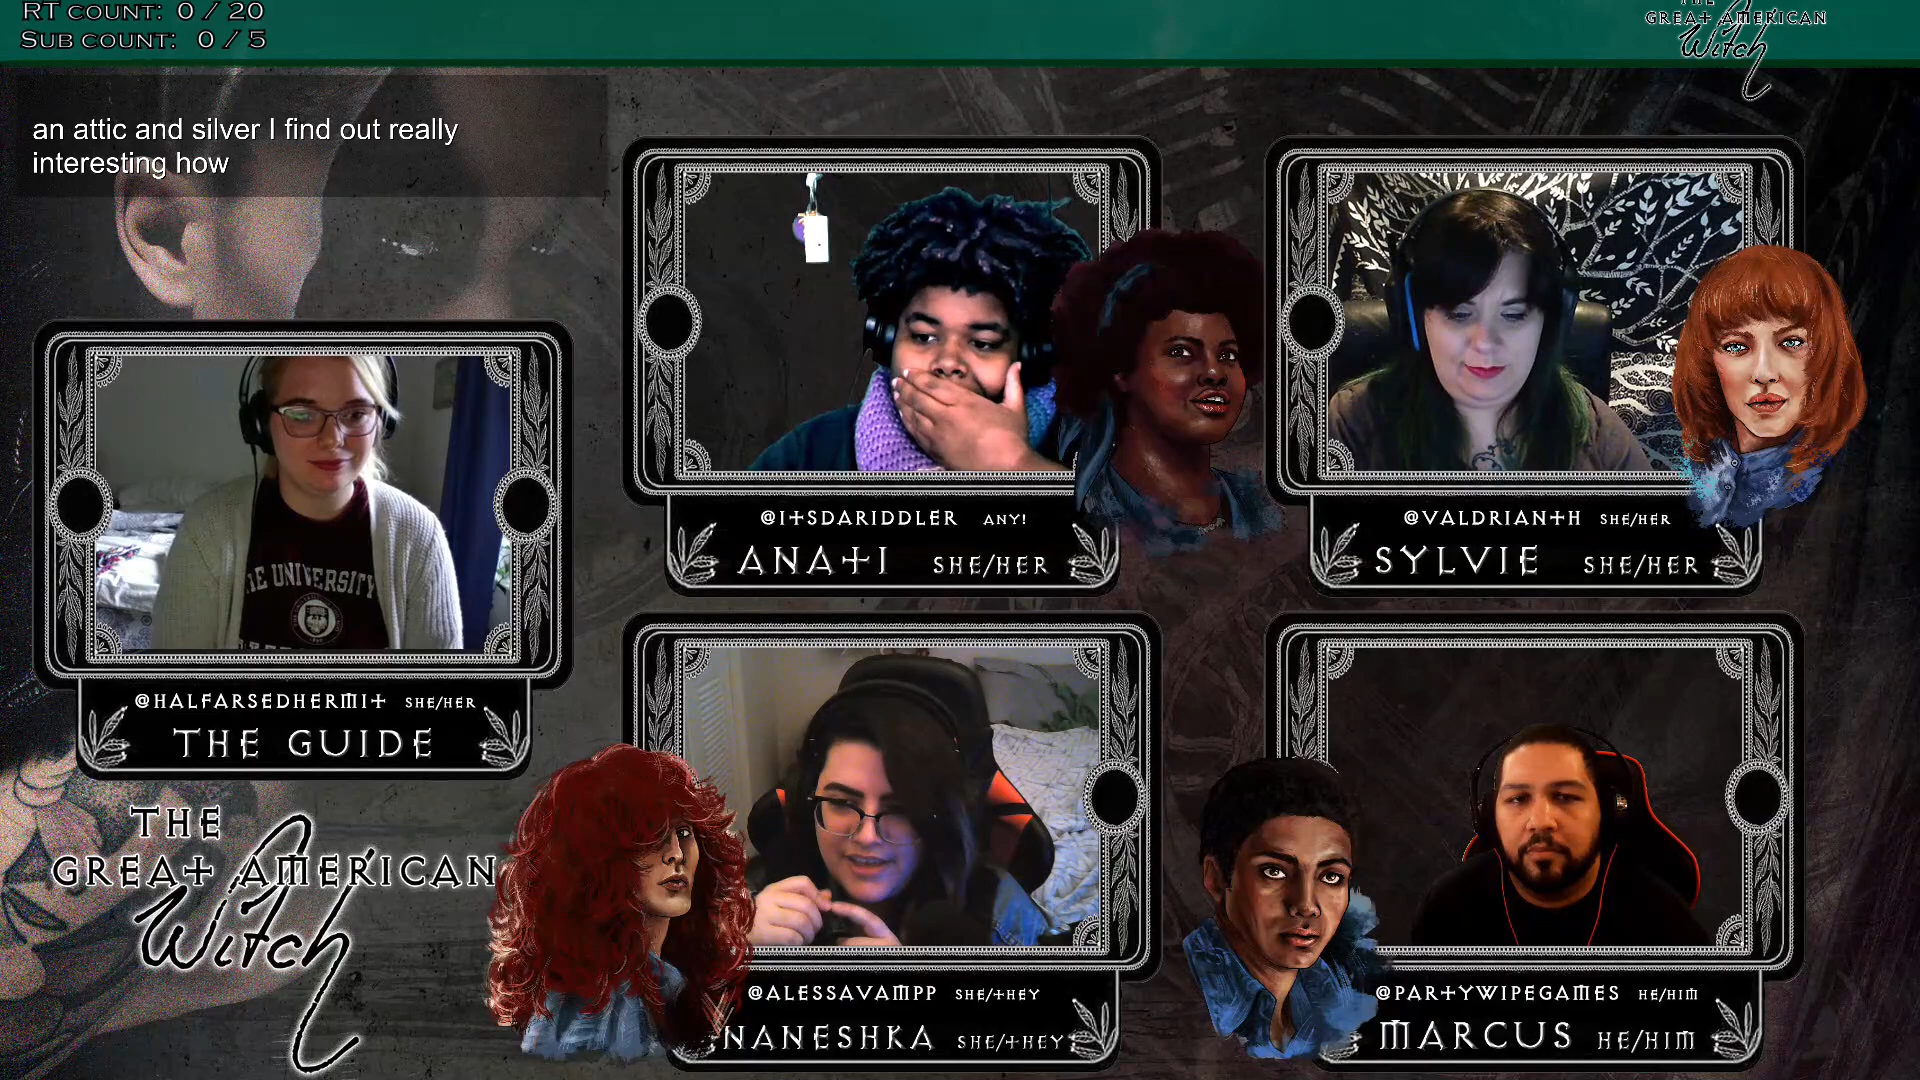 RT COUNT: 0 / 20
SUB COUNT: 0 / 5
THE
GREAT AMERICAN
Witch
an attic and silver I find out really
interesting how
@ITSDARIDDLER ANY!
ANATI SHE/HER
@VALDRIANTH SHE/HER
SYLVIE SHE/HER
UNIVERSITY
@HALFARSEDHERMIT SHE/HER
THE GUIDE
THE
GREAT AMERICAN
Witch
@ALESSAVAMPP SHE/THEY
NANESHKA SHE/THEY
@PARTYWIPEGAMES HE/HIM
MARCUS HE/HIM